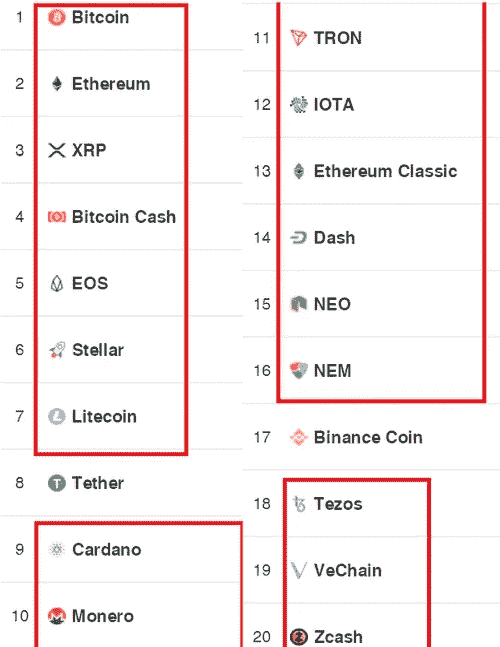 1 Bitcoin
2 Ethereum
3 XRP
4 Bitcoin Cash
5 EOS
6 Stellar
7 Litecoin
8 Tether
9 Cardano
10 Monero
11 TRON
12 IOTA
13 Ethereum Classic
14 Dash
15 NEO
16 NEM
17 Binance Coin
18 Tezos
19 VeChain
20 Zcash